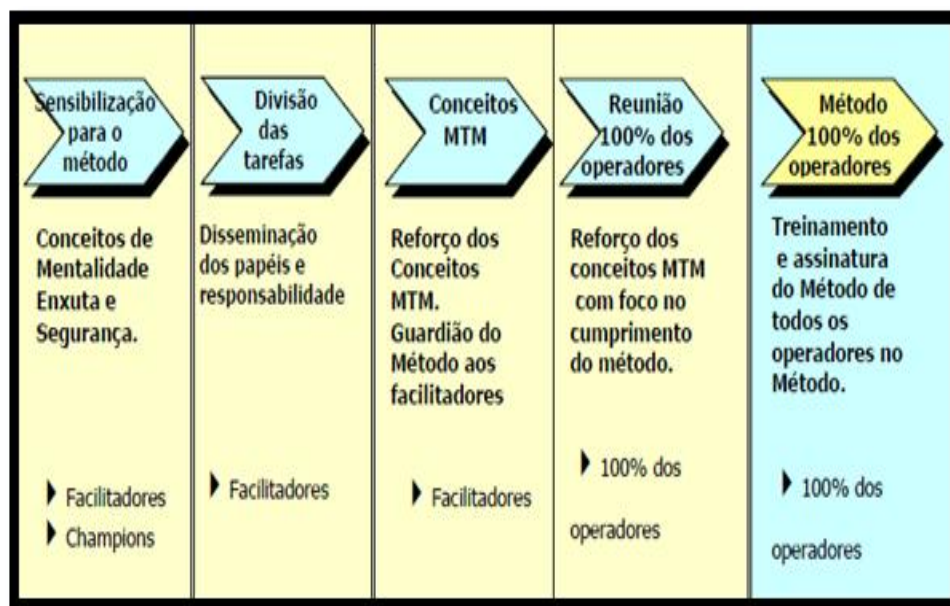 Sensibilização
para o
método
Conceitos de
Mentalidade
Enxuta e
Segurança.
Facilitadores
Champions
Divisão
das
tarefas
Disseminação
dos papéis e
responsabilidade
Facilitadores
Conceitos
MTM
Reforço dos
Conceitos
MTM.
Guardião do
Método aos
facilitadores
Facilitadores
Reunião
100% dos
operadores
Reforço dos
conceitos MTM
com foco no
cumprimento
do método.
100% dos
operadores
Método
100% dos
operadores
Treinamento
e assinatura
do Método de
todos os
operadores no
Método.
100% dos
operadores